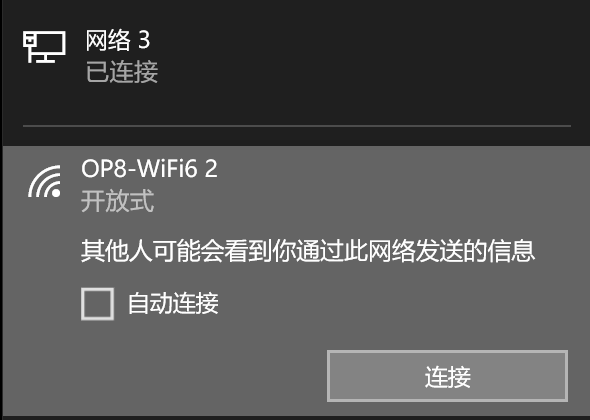 网络 3
已连接
OP8-WiFi6 2
开放式
其他人可能会看到你通过此网络发送的信息
自动连接
连接